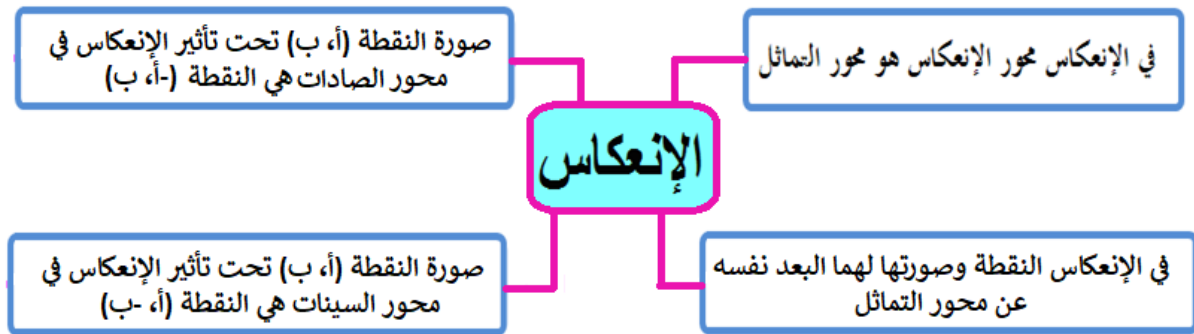 في الإنعكاس محور الإنعكاس هو محور التماثل
صورة النقطة (أ، ب) تحت تأثير الإنعكاس في
محور الصادات هي النقطة (-أ، ب)
الإنعكاس
في الإنعكاس النقطة وصورتها لهما البعد نفسه
عن محور التماثل
صورة النقطة (أ، ب) تحت تأثير الإنعكاس في
محور السينات هي النقطة (أ، -ب)